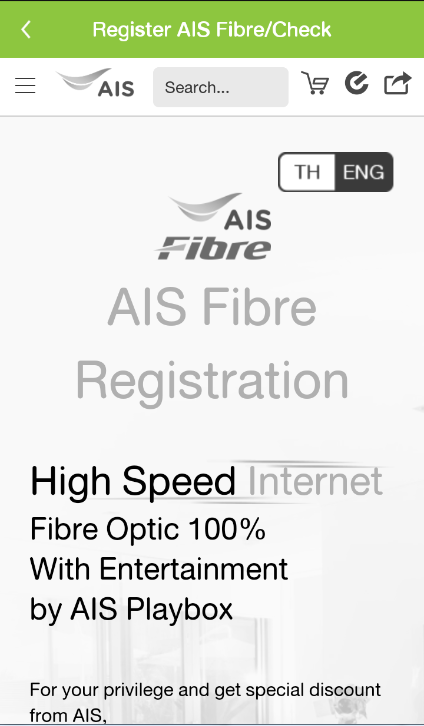 Register AIS Fibre/Check
AIS
Search...
TH ENG
AIS
Fibre
AIS Fibre
Registration
High Speed Internet
Fibre Optic 100%
With Entertainment
by AIS Playbox
For your privilege and get special discount
from AIS,